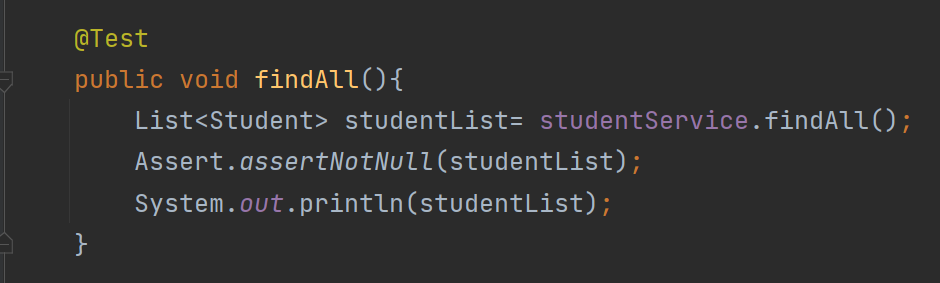 @Test
public void findAll(){
List<Student> studentList= studentService.findAll();
Assert.assertNotNull(studentList);
System.out.println(studentList);
}